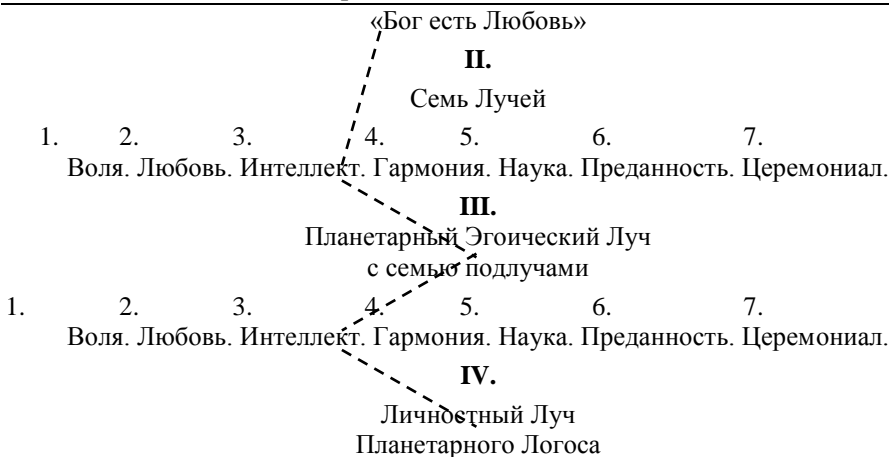 «Бог есть Любовь»
II.
Семь Лучей
1. 2. 3. 4. 5. 6. 7.
Воля. Любовь. Интеллект. Гармония. Наука. Преданность. Церемониал.
III.
Планетарный Эгоический Луч
с семью подлучами
1. 2. 3. 4. 5. 6. 7.
Воля. Любовь. Интеллект. Гармония. Наука. Преданность. Церемониал.
IV.
Личностный Луч
Планетарного Логоса